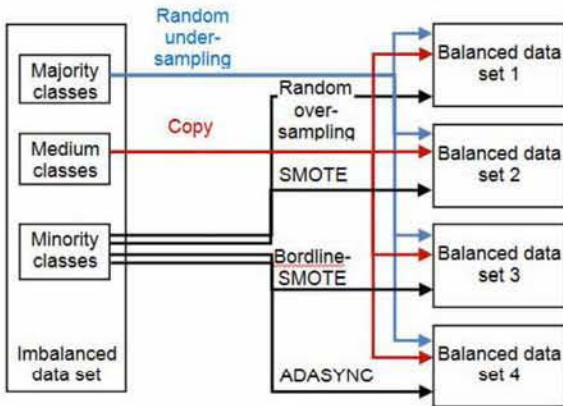 Random
under-
sampling
Majority
classes
Balanced data
set 1
Random
over-
sampling
Copy
Medium
classes
Balanced data
set 2
SMOTE
Minority
classes
Bordline-
SMOTE
Balanced data
set 3
Imbalanced
data set
ADASYNC
Balanced data
set 4